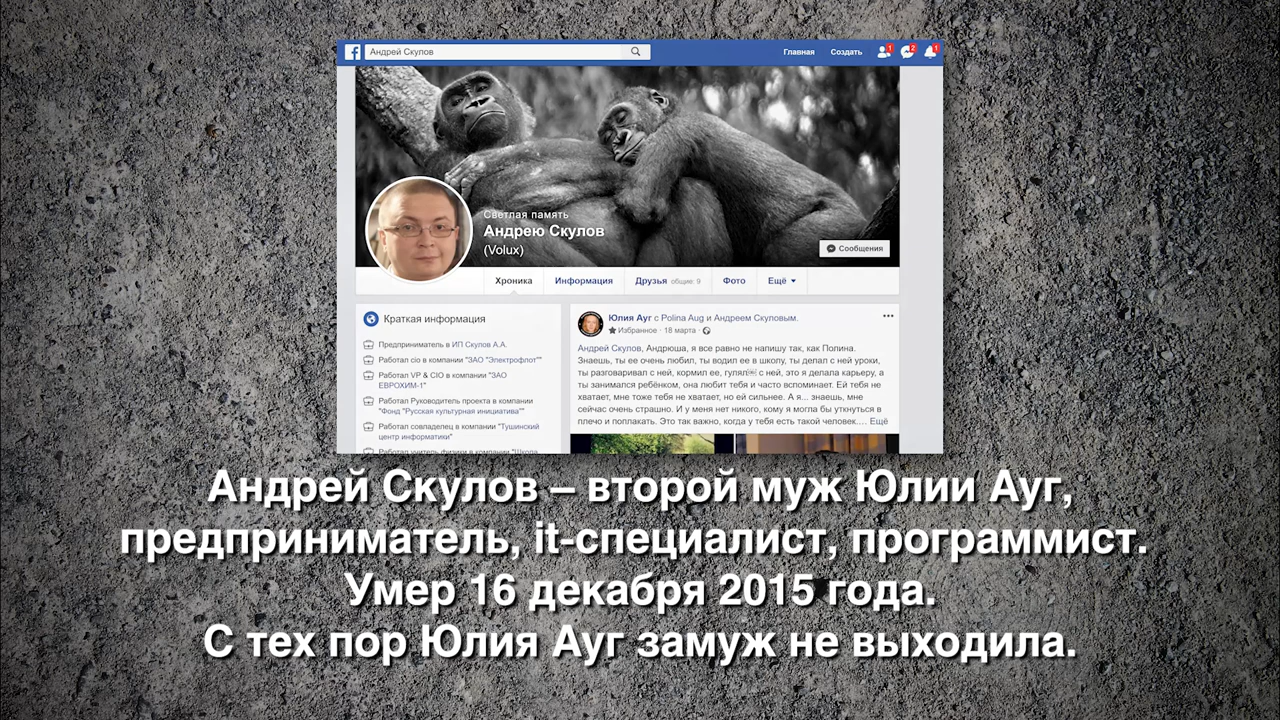 Андрей Скулов
Главная
Создать
1
2
1
Светлая память
Андрею Скулов
(Volux)
Сообщения
Хроника
Информация
Друзья общие: 9
Фото
Ещё
Краткая информация
Предприниматель в ИП Скулов А.А.
Работал cio в компании "ЗАО "Электрофлот""
Работал VP & CIO в компании "ЗАО
ЕВРОХИМ-1"
Работал Руководитель проекта в компании
"Фонд "Русская культурная инициатива"
Работал совладелец в компании "Тушинский
центр информатики"
Работал учитель физики в компании "Школа
Юлия Ауг с Polina Aug и Андреем Скуловым.
Избранное · 18 марта ·
Андрей Скулов, Андрюша, я все равно не напишу так, как Полина.
Знаешь, ты ее очень любил, ты водил ее в школу, ты делал с ней уроки,
ты разговаривал с ней, кормил ее, гулял с ней, это я делала карьеру, а
ты занимался ребёнком, она любит тебя и часто вспоминает. Ей тебя не
хватает, мне тоже тебя не хватает, но ей сильнее. А я... знаешь, мне
сейчас очень страшно. И у меня нет никого, кому я могла бы уткнуться в
плечо и поплакать. Это так важно, когда у тебя есть такой человек.... Ещё
Андрей Скулов – второй муж Юлии Ауг,
предприниматель, it-специалист, программист.
Умер 16 декабря 2015 года.
С тех пор Юлия Ауг замуж не выходила.